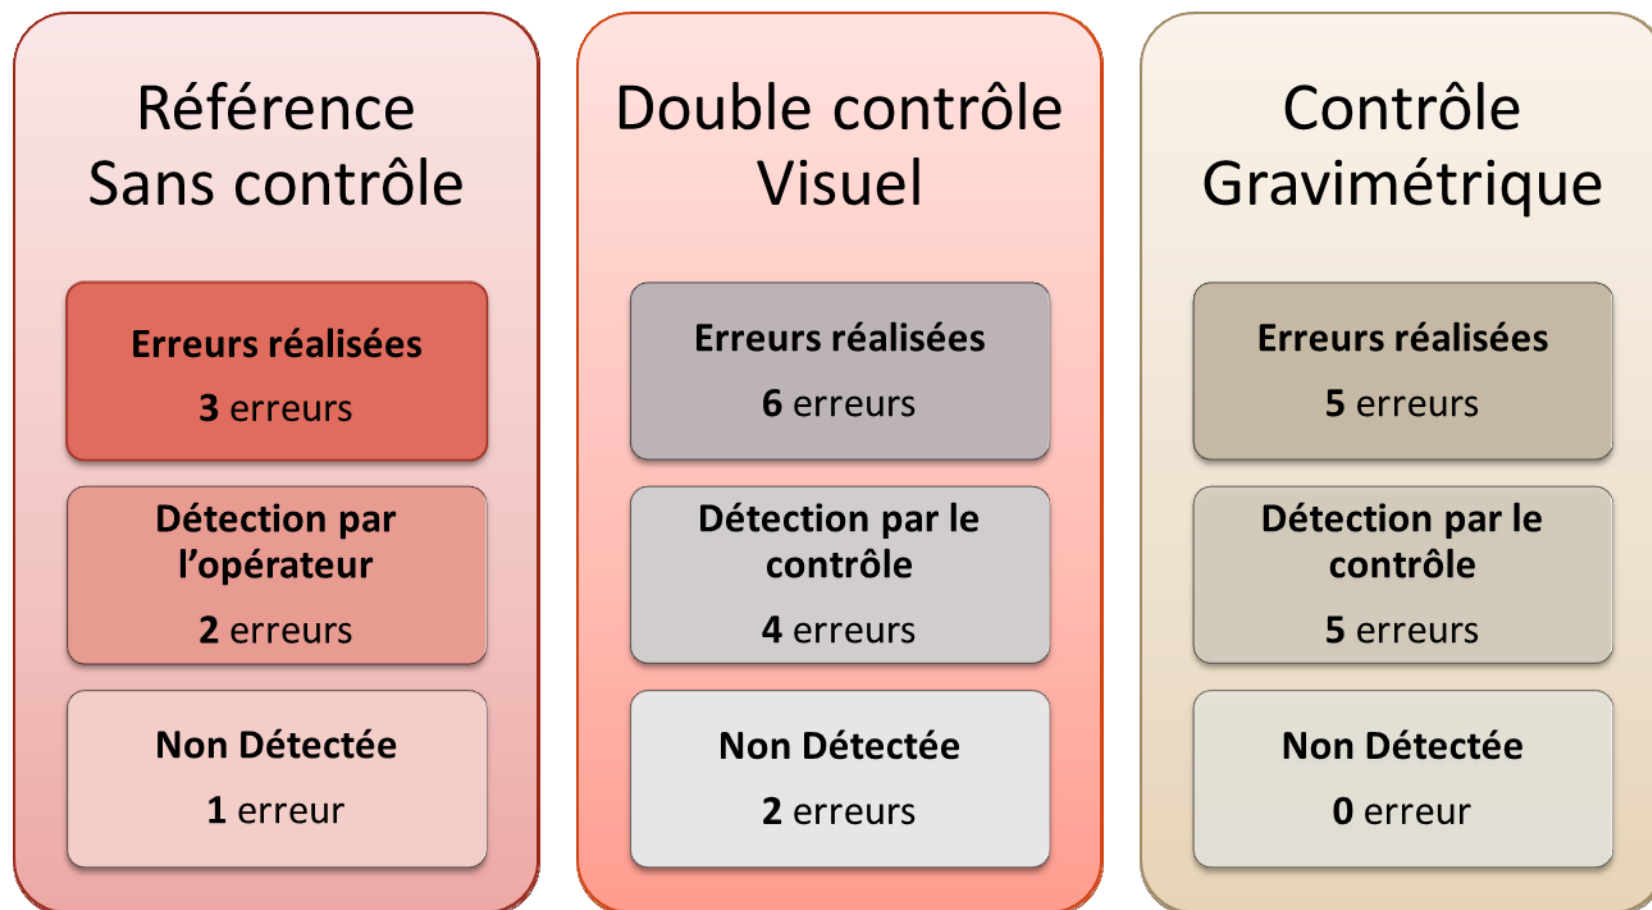 Référence
Sans contrôle
Erreurs réalisées
3 erreurs
Détection par
l’opérateur
2 erreurs
Non Détectée
1 erreur
Double contrôle
Visuel
Erreurs réalisées
6 erreurs
Détection par le
contrôle
4 erreurs
Non Détectée
2 erreurs
Contrôle
Gravimétrique
Erreurs réalisées
5 erreurs
Détection par le
contrôle
5 erreurs
Non Détectée
0 erreur